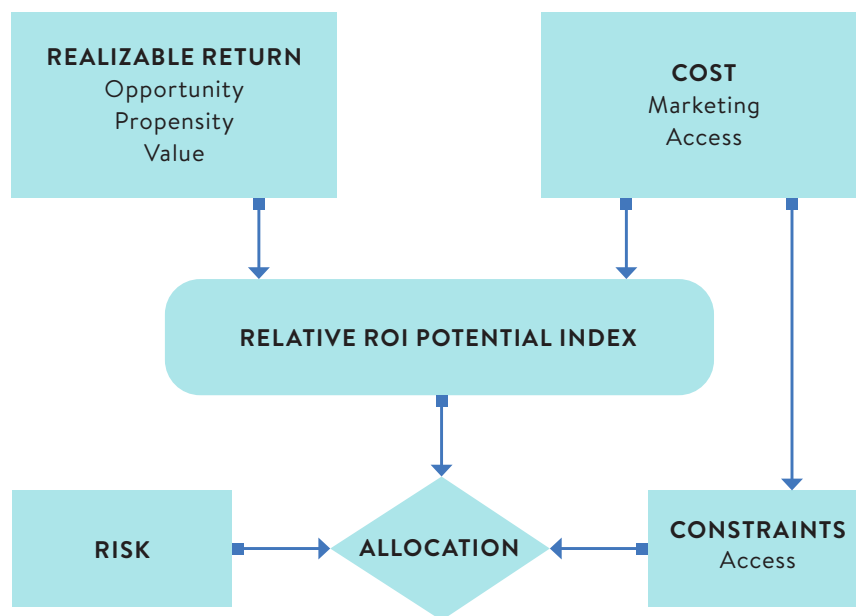 REALIZABLE RETURN
Opportunity
Propensity
Value
COST
Marketing
Access
RELATIVE ROI POTENTIAL INDEX
RISK
ALLOCATION
CONSTRAINTS
Access